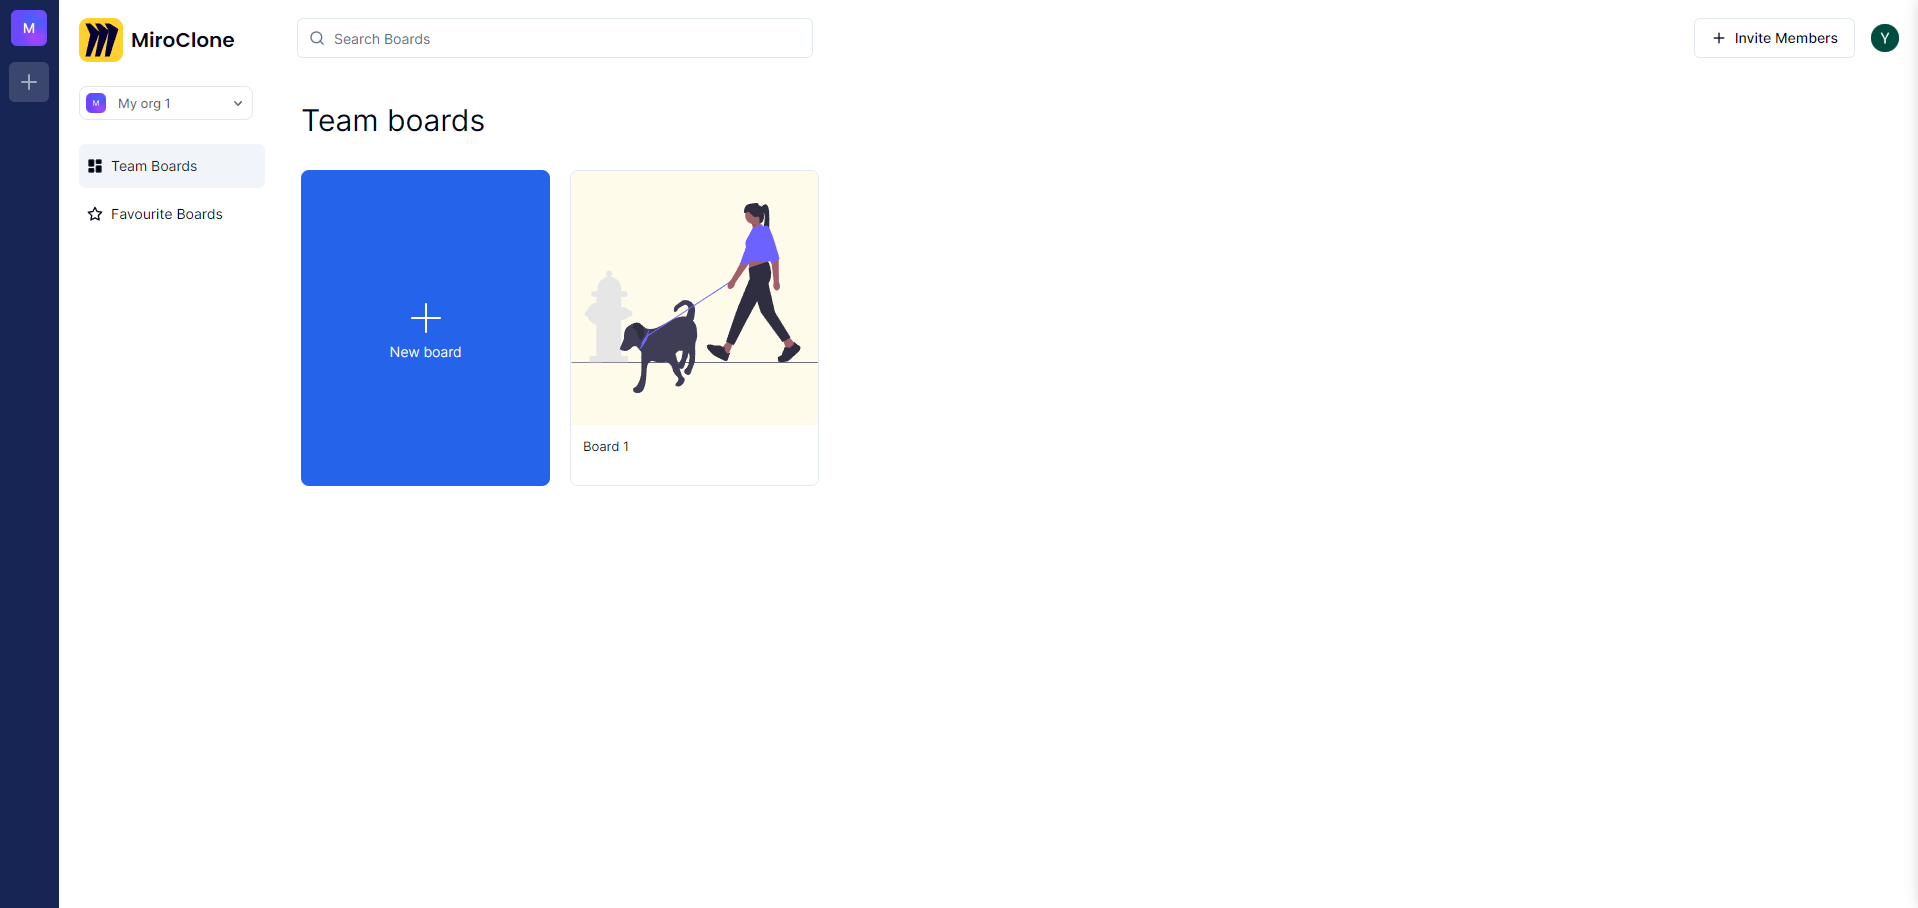 M
MiroClone
Search Boards
Invite Members
Y
M
My org 1
Team boards
Team Boards
Favourite Boards
New board
Board 1